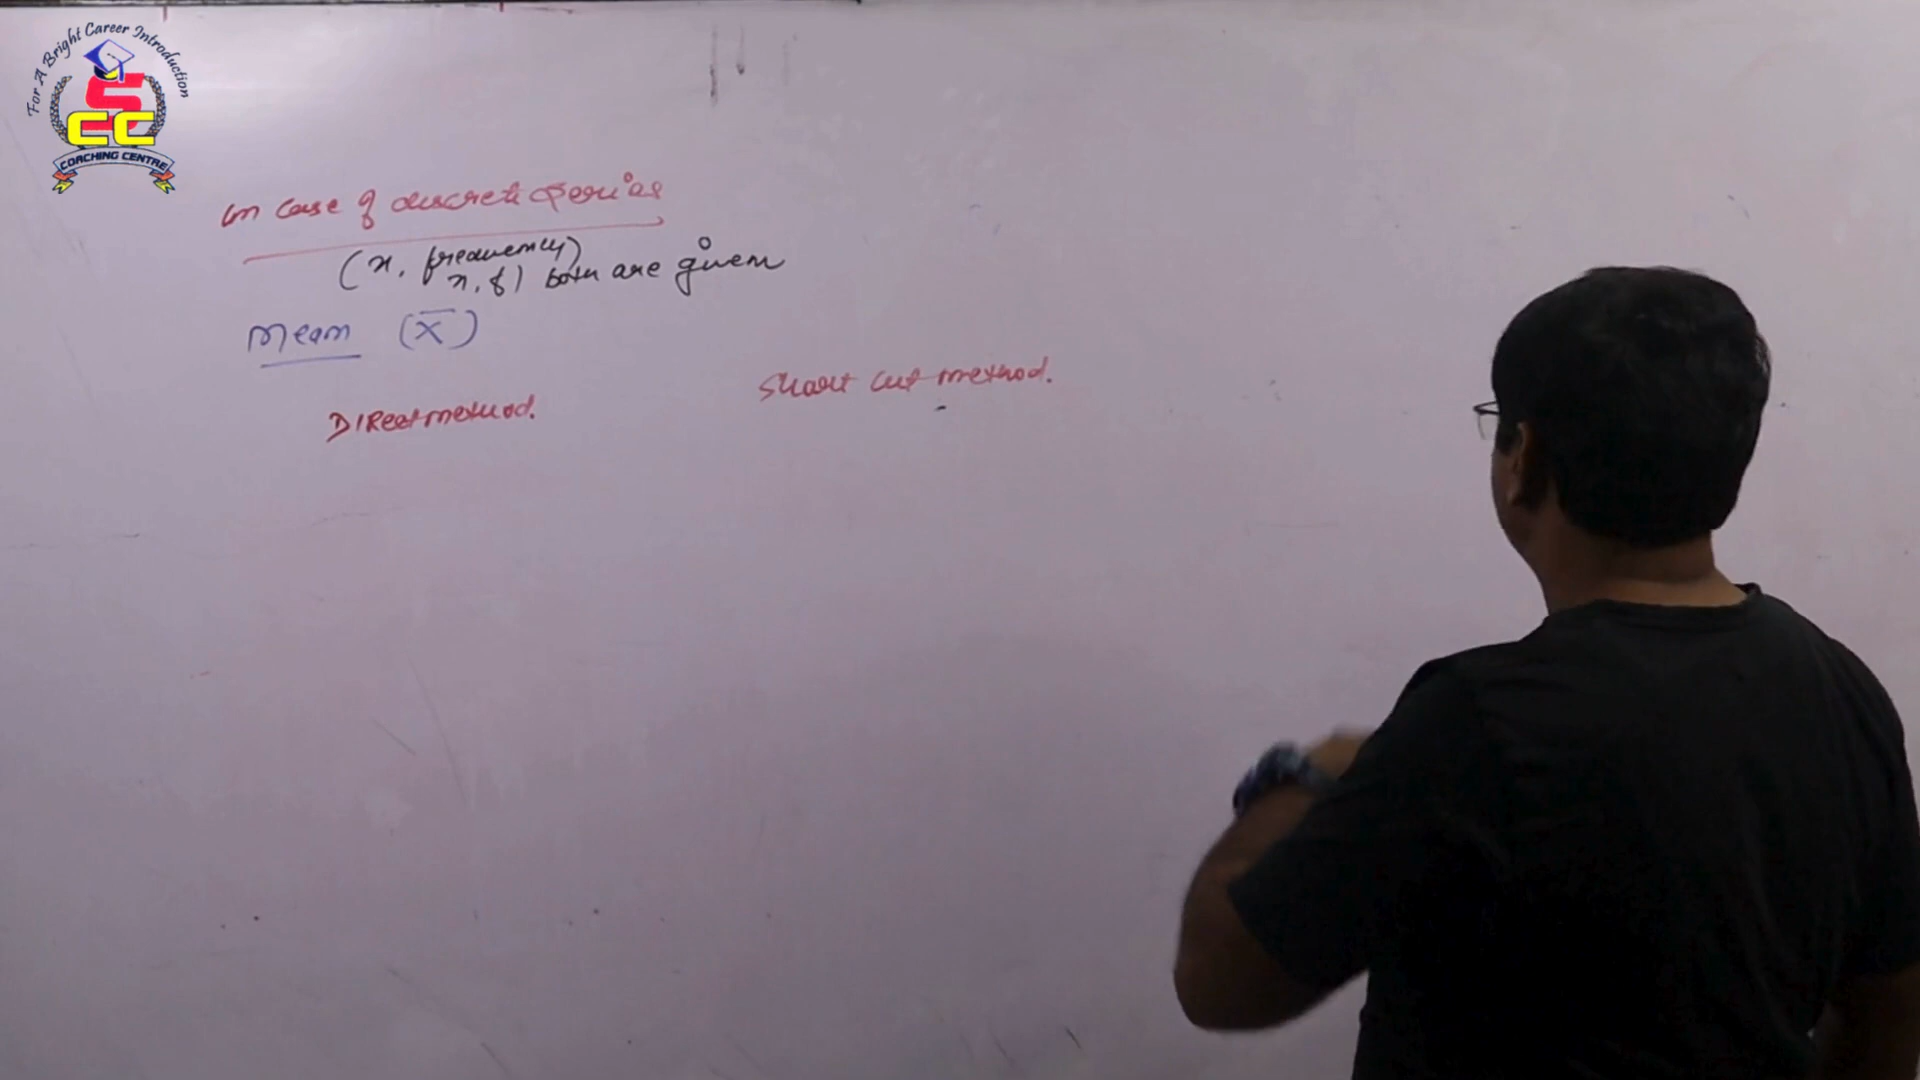 For A Bright Career Introduction
S
CC
COACHING CENTRE
In case of discrete series
(x, frequency)
x, f) both are given
Mean (X̅)
Short cut method.
Direct method.